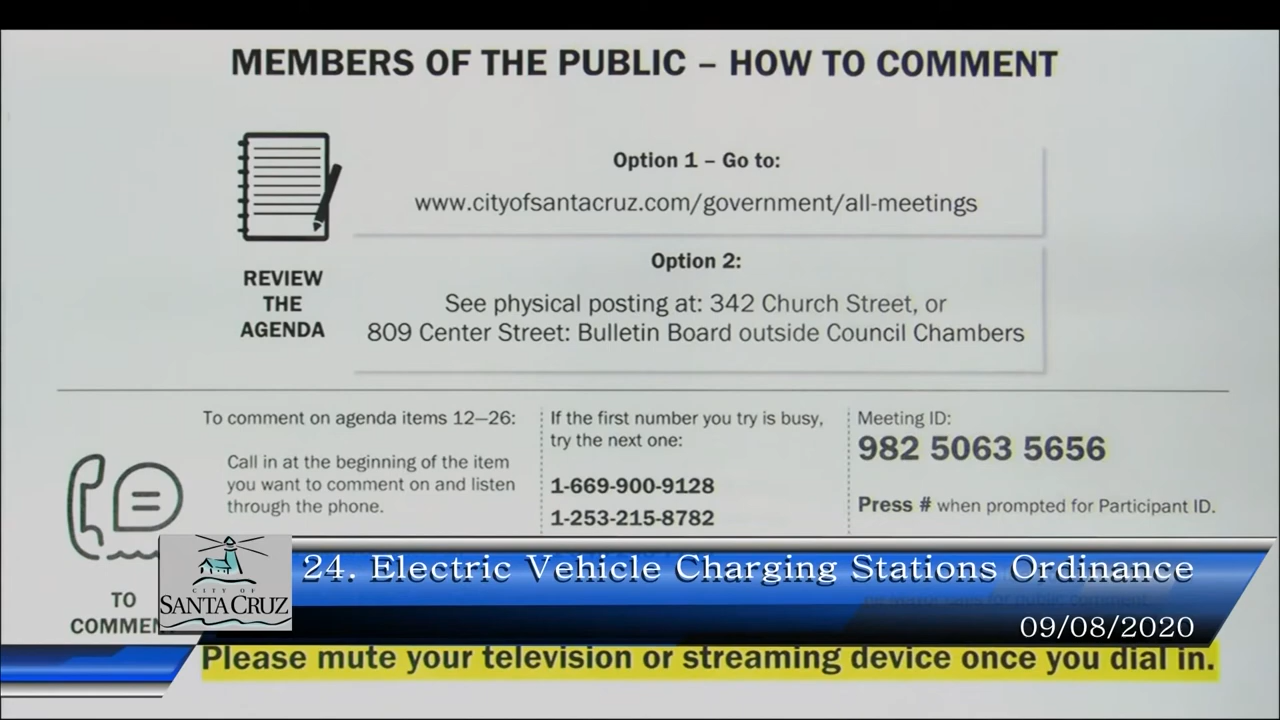 MEMBERS OF THE PUBLIC – HOW TO COMMENT
REVIEW
THE
AGENDA
Option 1 – Go to:
www.cityofsantacruz.com/government/all-meetings
Option 2:
See physical posting at: 342 Church Street, or
809 Center Street: Bulletin Board outside Council Chambers
TO
COMMEN
To comment on agenda items 12—26:
Call in at the beginning of the item
you want to comment on and listen
through the phone.
If the first number you try is busy,
try the next one:
1-669-900-9128
1-253-215-8782
Meeting ID:
982 5063 5656
Press # when prompted for Participant ID.
CITY OF
SANTA CRUZ
24. Electric Vehicle Charging Stations Ordinance
09/08/2020
Please mute your television or streaming device once you dial in.